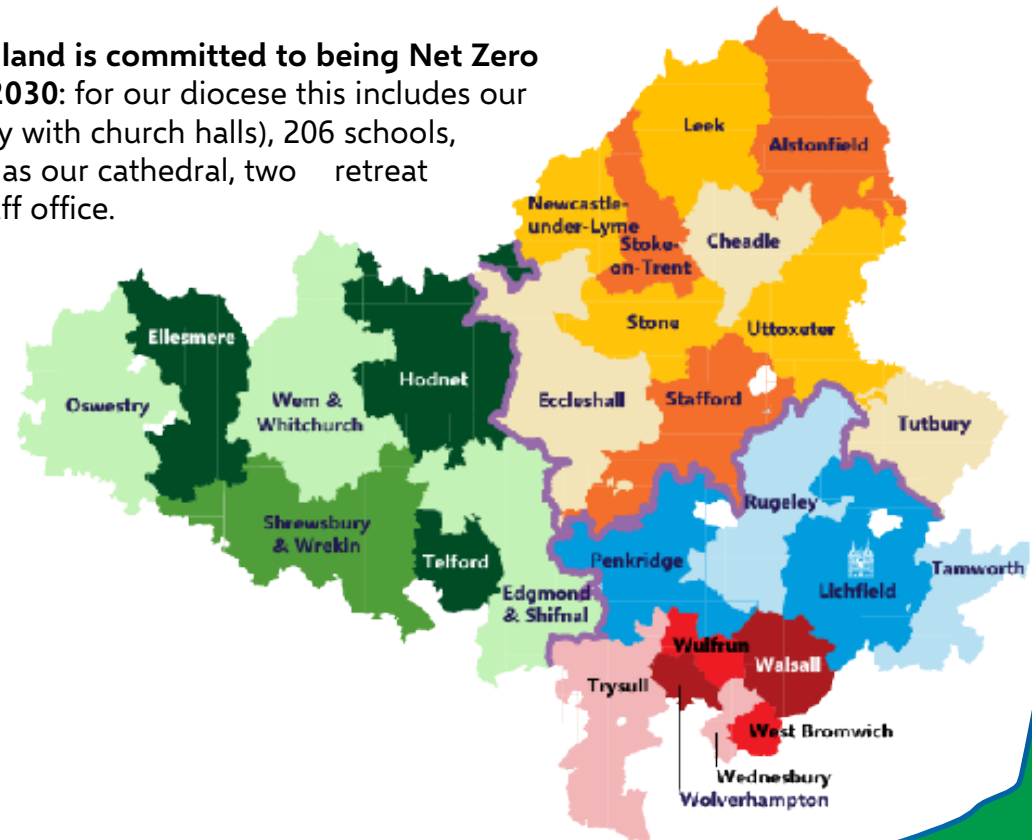 land is committed to being Net Zero
2030: for our diocese this includes our
y with church halls), 206 schools,
as our cathedral, two retreat
ff office.
Leek
Alstonfield
Newcastle-
under-Lyme
Stoke-
on-Trent
Cheadle
Stone
Uttoxeter
Ellesmere
Oswestry
Wem &
Whitchurch
Hodnet
Eccleshall
Stafford
Tutbury
Rugeley
Shrewsbury
& Wrekin
Telford
Edgmond
& Shifnal
Penkridge
Lichfield
Tamworth
Wulfrun
Walsall
Trysull
West Bromwich
Wednesbury
Wolverhampton